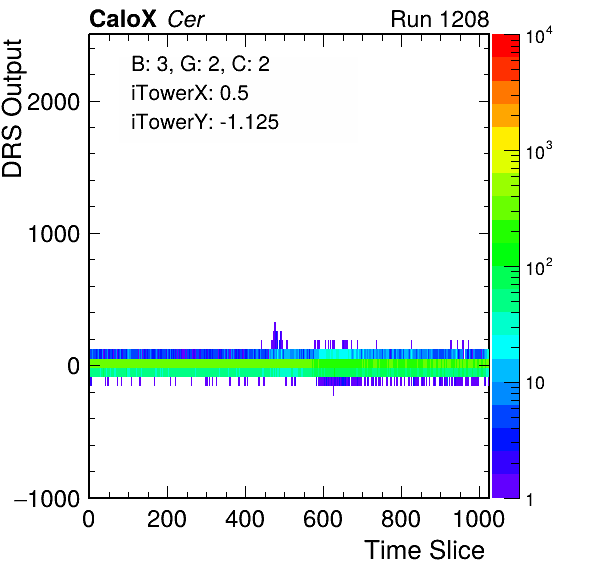 CaloX Cer Run 1208
B: 3, G: 2, C: 2
iTowerX: 0.5
iTowerY: -1.125
DRS Output
2000
1000
0
−1000
0 200 400 600 800 1000
Time Slice
10^4
10^3
10^2
10
1